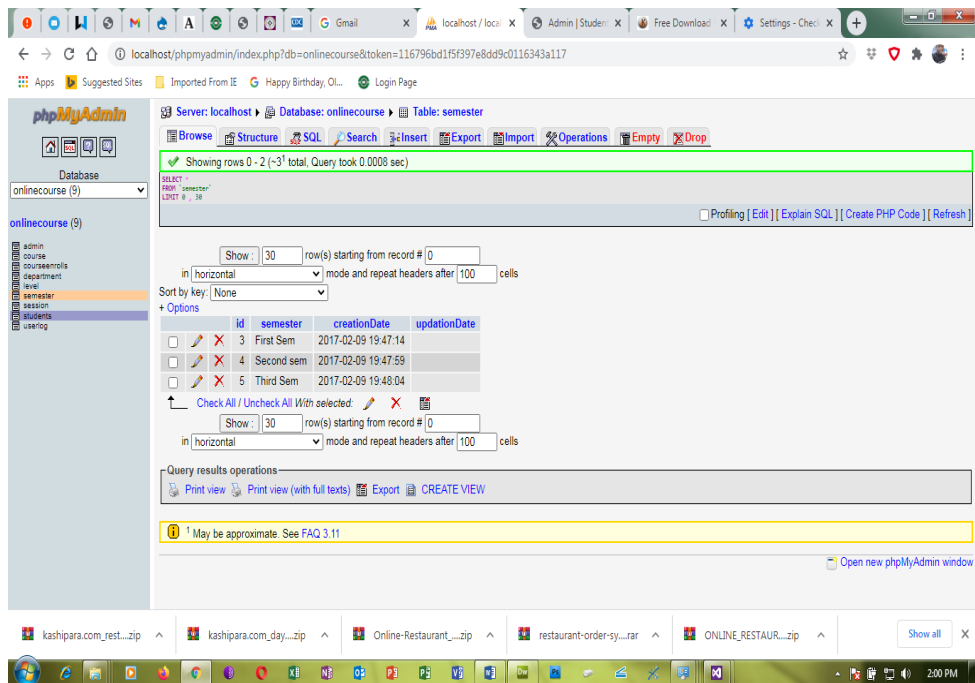 Gmail
localhost / local
Admin | Student
Free Download
Settings - Check
localhost/phpmyadmin/index.php?db=onlinecourse&token=116796bd1f5f397e8dd9c0116343a117
Apps Suggested Sites Imported From IE Happy Birthday, Ol... Login Page
phpMyAdmin
Database
onlinecourse (9)
onlinecourse (9)
admin
course
courseenrolls
department
level
semester
session
students
userlog
Server: localhost Database: onlinecourse Table: semester
Browse Structure SQL Search Insert Export Import Operations Empty Drop
Showing rows 0 - 2 (~3¹ total, Query took 0.0008 sec)
SELECT *
FROM `semester`
LIMIT 0 , 30
Profiling [ Edit ] [ Explain SQL ] [ Create PHP Code ] [ Refresh ]
Show : 30 row(s) starting from record # 0
in horizontal mode and repeat headers after 100 cells
Sort by key: None
+ Options
id semester creationDate updationDate
3 First Sem 2017-02-09 19:47:14
4 Second sem 2017-02-09 19:47:59
5 Third Sem 2017-02-09 19:48:04
Check All / Uncheck All With selected:
Show : 30 row(s) starting from record # 0
in horizontal mode and repeat headers after 100 cells
Query results operations
Print view Print view (with full texts) Export CREATE VIEW
¹ May be approximate. See FAQ 3.11
Open new phpMyAdmin window
kashipara.com_rest....zip kashipara.com_day....zip Online-Restaurant_....zip restaurant-order-sy....rar ONLINE_RESTAUR....zip Show all
2:00 PM